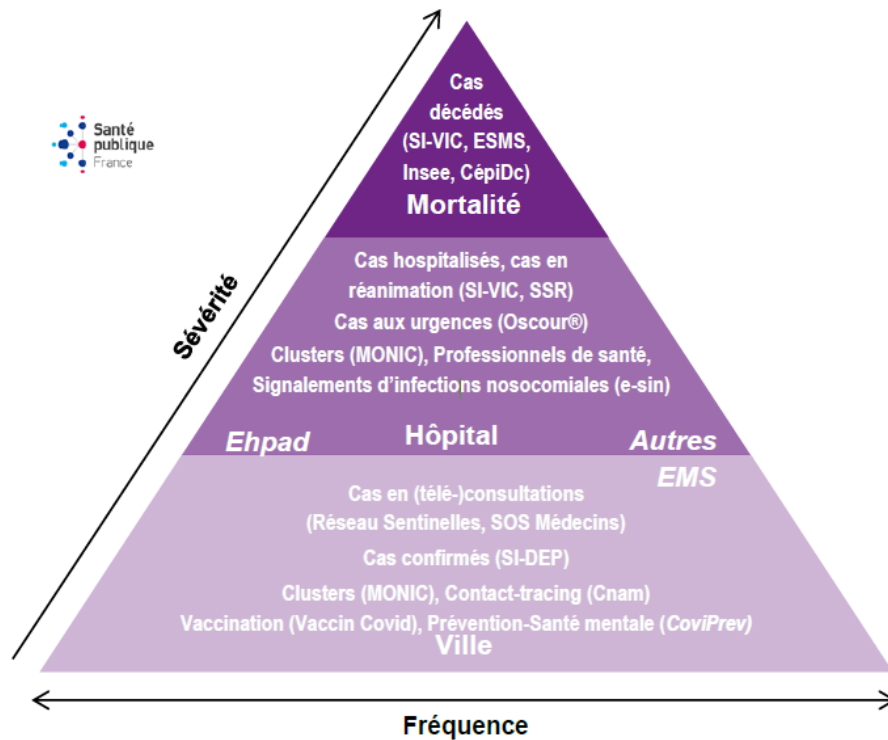 Santé
publique
France
Sévérité
Cas
décédés
(SI-VIC, ESMS,
Insee, CépiDc)
Mortalité
Cas hospitalisés, cas en
réanimation (SI-VIC, SSR)
Cas aux urgences (Oscour®)
Clusters (MONIC), Professionnels de santé,
Signalements d’infections nosocomiales (e-sin)
Ehpad Hôpital Autres
EMS
Cas en (télé-)consultations
(Réseau Sentinelles, SOS Médecins)
Cas confirmés (SI-DEP)
Clusters (MONIC), Contact-tracing (Cnam)
Vaccination (Vaccin Covid), Prévention-Santé mentale (CoviPrev)
Ville
Fréquence